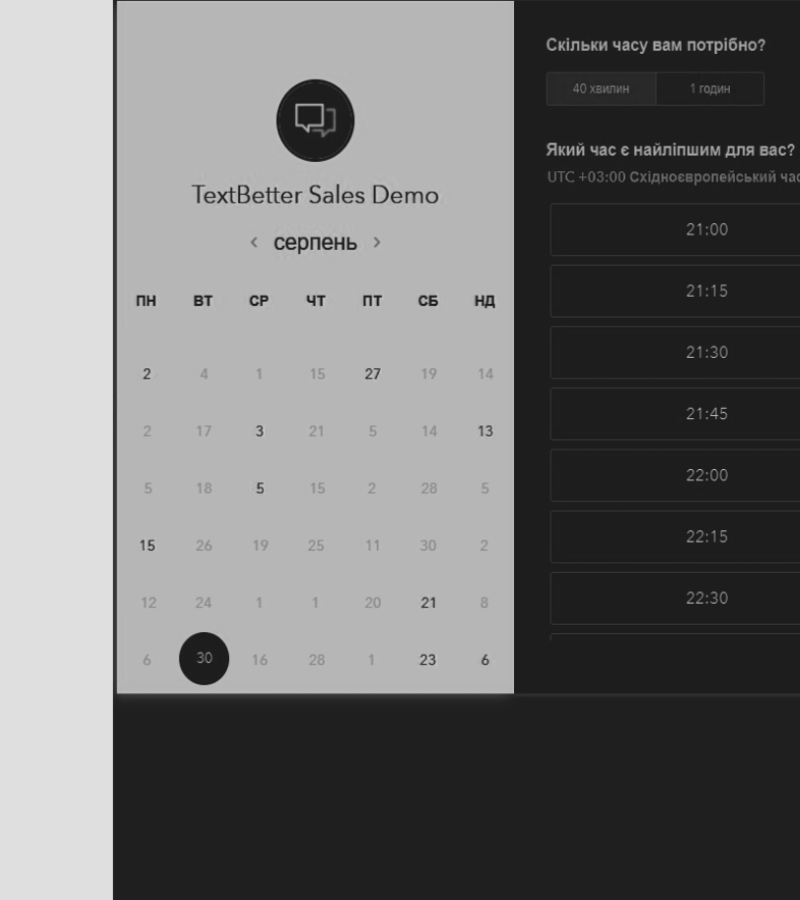 TextBetter Sales Demo
< серпень >
ПН ВТ СР ЧТ ПТ СБ НД
2 4 1 15 27 19 14
2 17 3 21 5 14 13
5 18 5 15 2 28 5
15 26 19 25 11 30 2
12 24 1 1 20 21 8
6 30 16 28 1 23 6
Скільки часу вам потрібно?
40 хвилин 1 годин
Який час є найліпшим для вас?
UTC +03:00 Східноєвропейський час
21:00
21:15
21:30
21:45
22:00
22:15
22:30